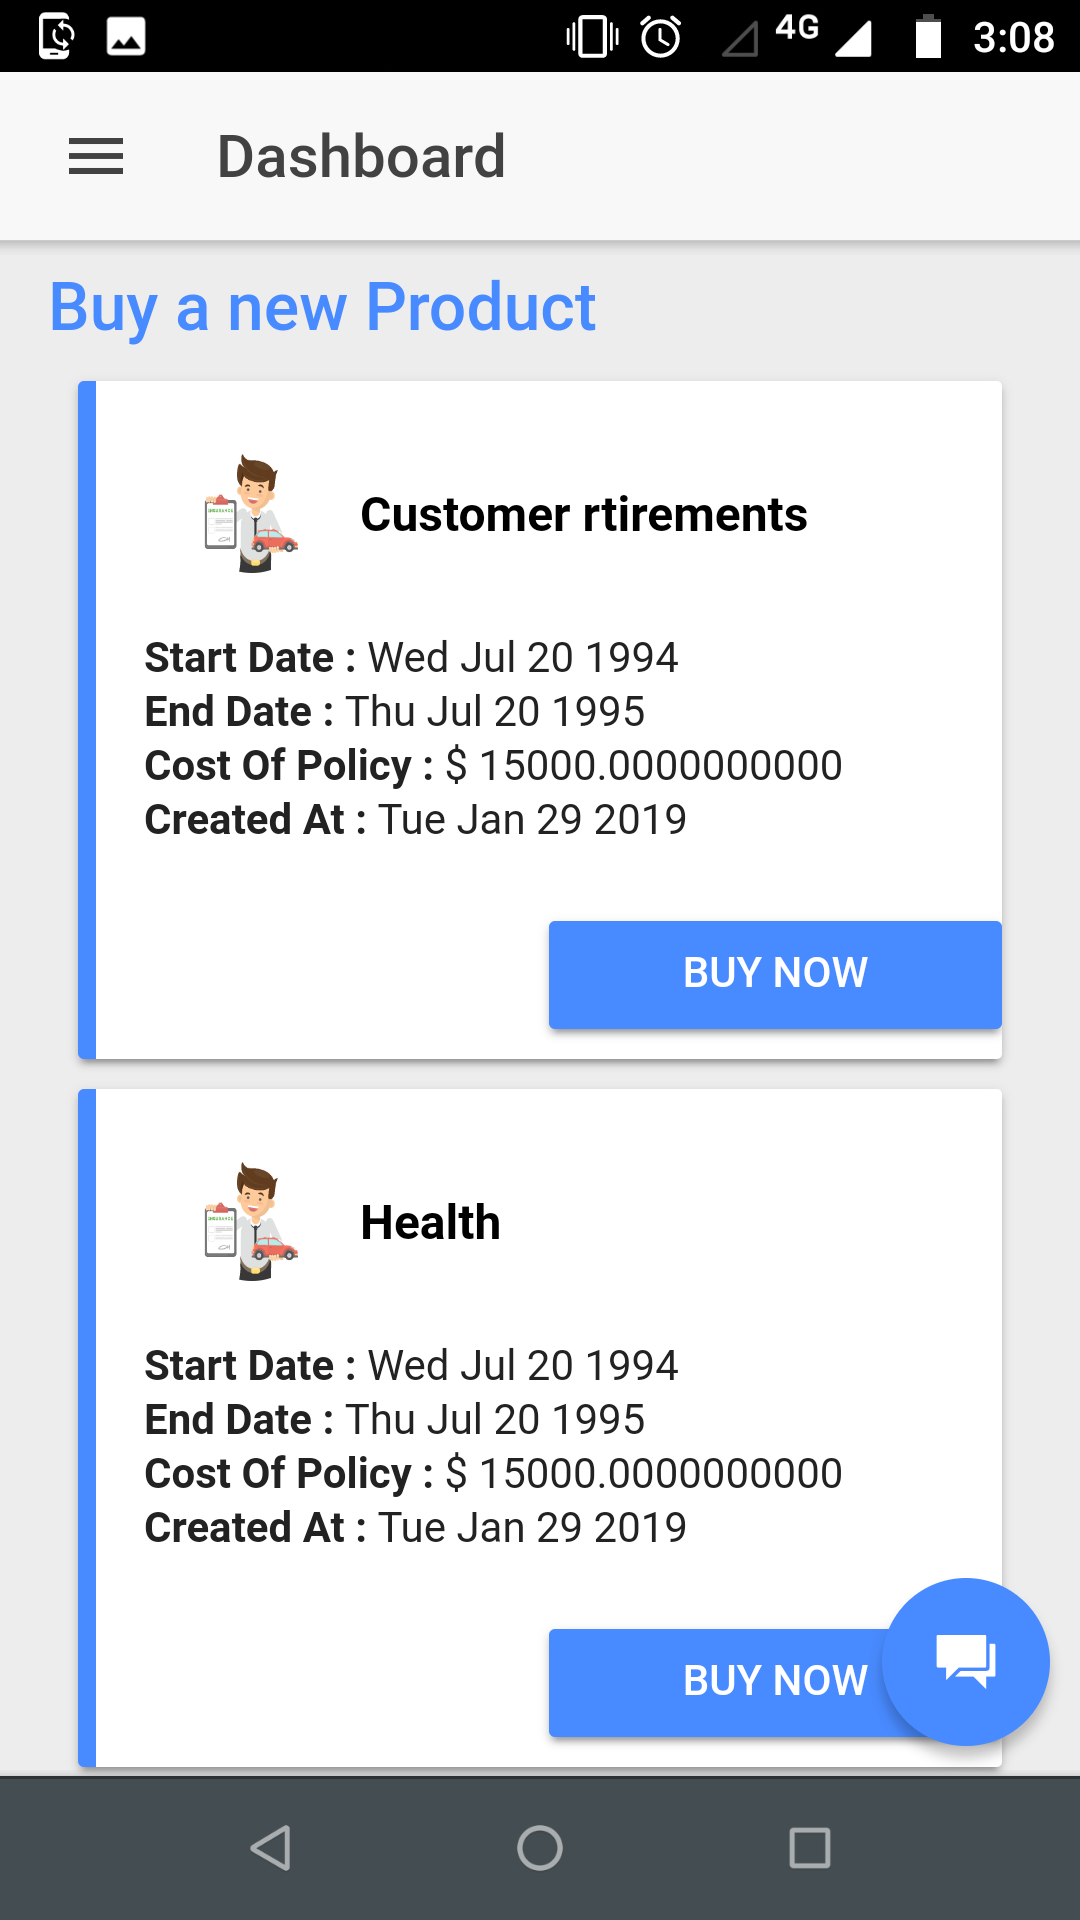 4G 3:08
Dashboard
Buy a new Product
Customer rtirements
Start Date : Wed Jul 20 1994
End Date : Thu Jul 20 1995
Cost Of Policy : $ 15000.0000000000
Created At : Tue Jan 29 2019
BUY NOW
Health
Start Date : Wed Jul 20 1994
End Date : Thu Jul 20 1995
Cost Of Policy : $ 15000.0000000000
Created At : Tue Jan 29 2019
BUY NOW